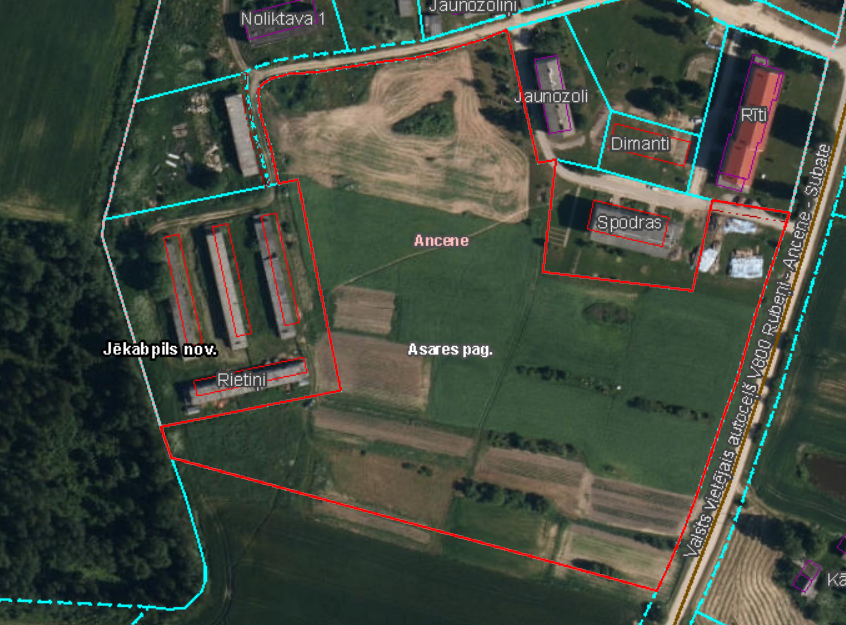 Jaunozoliņi
Noliktava 1
Jaunozoli
Rīti
Dimanti
Spodras
Ancene
Jēkabpils nov.
Asares pag.
Rietiņi
Valsts vietējais autoceļš V800 Rubeņi - Ancene - Subate
Kā